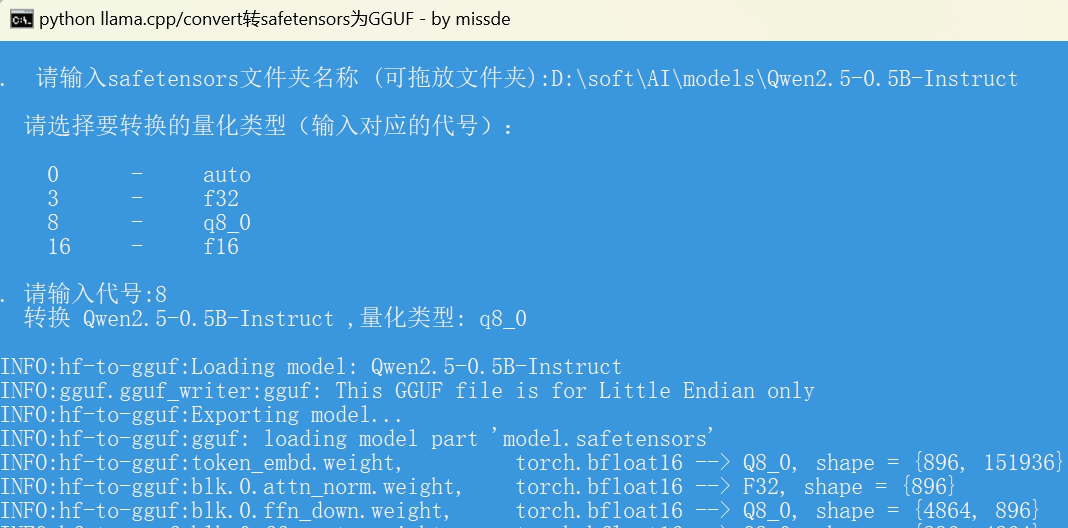 python llama.cpp/convert转safetensors为GGUF - by missde
. 请输入safetensors文件夹名称 (可拖放文件夹):D:\soft\AI\models\Qwen2.5-0.5B-Instruct
请选择要转换的量化类型（输入对应的代号）：
0 - auto
3 - f32
8 - q8_0
16 - f16
. 请输入代号:8
转换 Qwen2.5-0.5B-Instruct ,量化类型: q8_0
INFO:hf-to-gguf:Loading model: Qwen2.5-0.5B-Instruct
INFO:gguf.gguf_writer:gguf: This GGUF file is for Little Endian only
INFO:hf-to-gguf:Exporting model...
INFO:hf-to-gguf:gguf: loading model part 'model.safetensors'
INFO:hf-to-gguf:token_embd.weight, torch.bfloat16 --> Q8_0, shape = {896, 151936}
INFO:hf-to-gguf:blk.0.attn_norm.weight, torch.bfloat16 --> F32, shape = {896}
INFO:hf-to-gguf:blk.0.ffn_down.weight, torch.bfloat16 --> Q8_0, shape = {4864, 896}